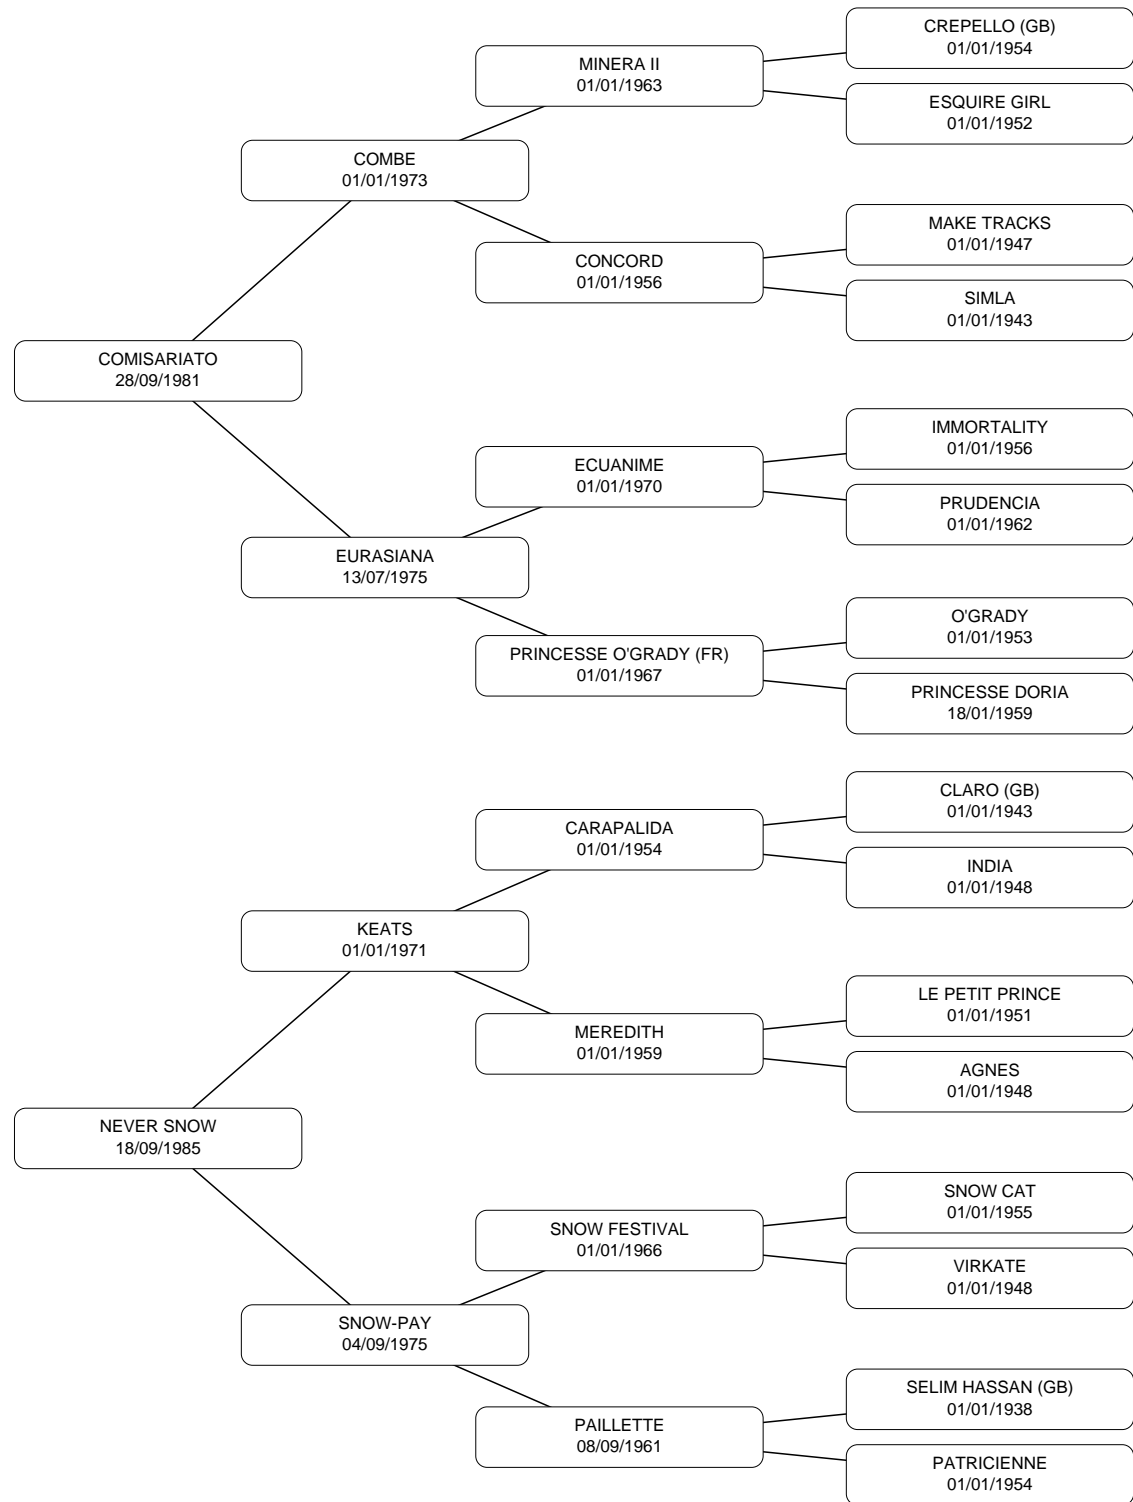 CREPELLO (GB)
01/01/1954
MINERA II
01/01/1963
ESQUIRE GIRL
01/01/1952
COMBE
01/01/1973
MAKE TRACKS
01/01/1947
CONCORD
01/01/1956
SIMLA
01/01/1943
COMISARIATO
28/09/1981
IMMORTALITY
01/01/1956
ECUANIME
01/01/1970
PRUDENCIA
01/01/1962
EURASIANA
13/07/1975
O'GRADY
01/01/1953
PRINCESSE O'GRADY (FR)
01/01/1967
PRINCESSE DORIA
18/01/1959
CLARO (GB)
01/01/1943
CARAPALIDA
01/01/1954
INDIA
01/01/1948
KEATS
01/01/1971
LE PETIT PRINCE
01/01/1951
MEREDITH
01/01/1959
AGNES
01/01/1948
NEVER SNOW
18/09/1985
SNOW CAT
01/01/1955
SNOW FESTIVAL
01/01/1966
VIRKATE
01/01/1948
SNOW-PAY
04/09/1975
SELIM HASSAN (GB)
01/01/1938
PAILLETTE
08/09/1961
PATRICIENNE
01/01/1954